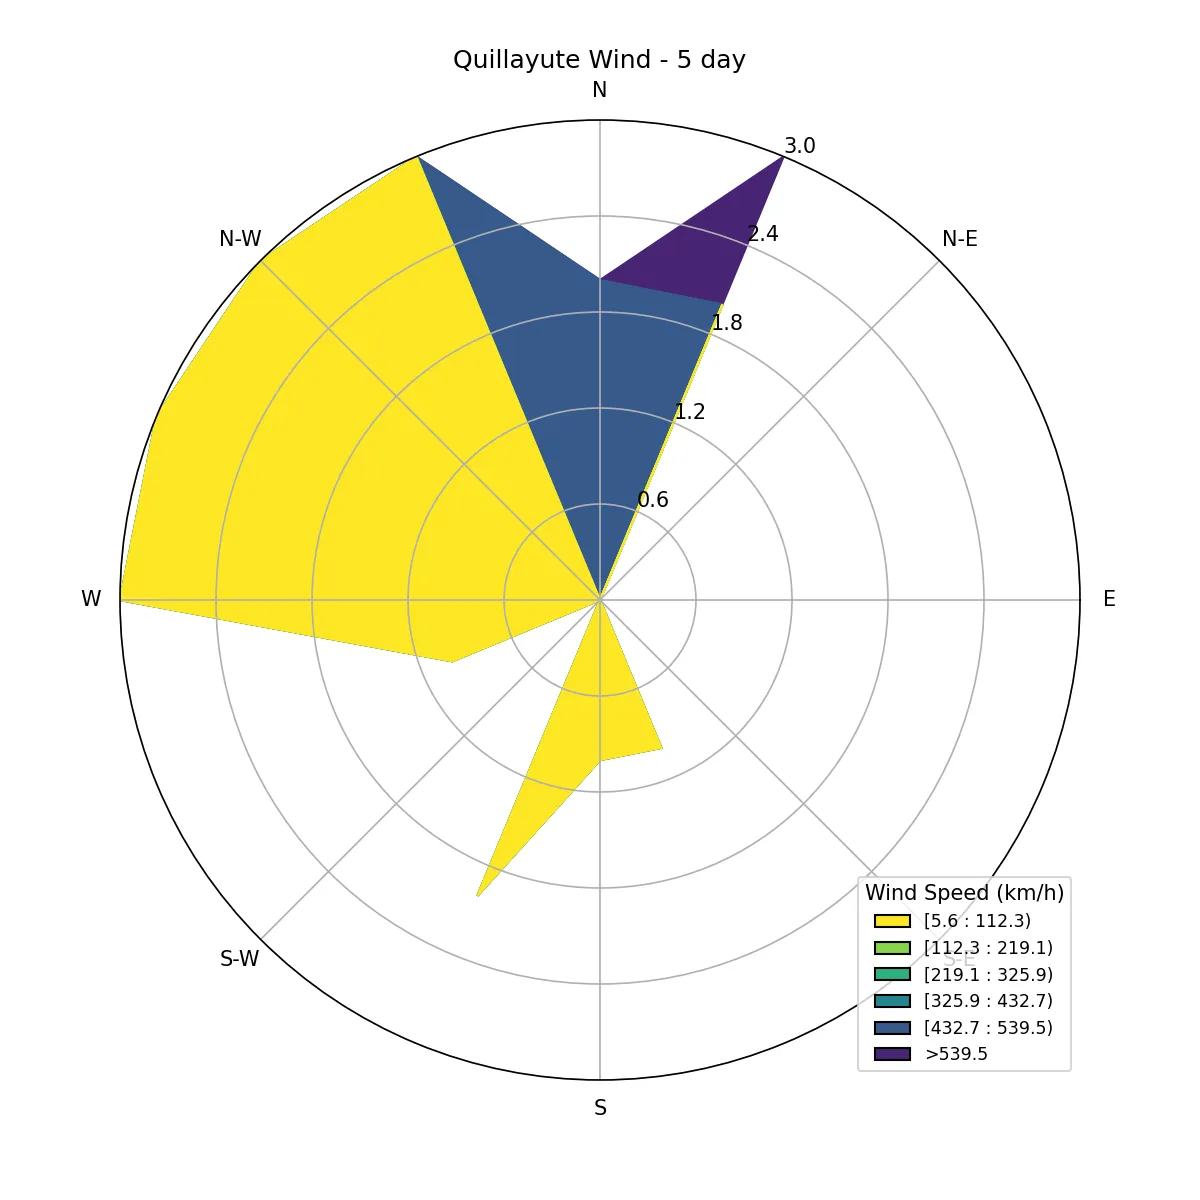 Quillayute Wind - 5 day
N
3.0
N-W
2.4
N-E
1.8
1.2
0.6
W
E
S-W
S-E
S
Wind Speed (km/h)
[5.6 : 112.3)
[112.3 : 219.1)
[219.1 : 325.9)
[325.9 : 432.7)
[432.7 : 539.5)
>539.5